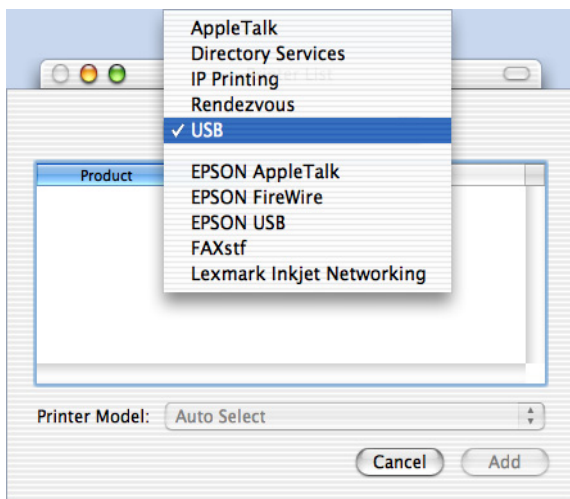 AppleTalk
Directory Services
IP Printing
Rendezvous
✓ USB
EPSON AppleTalk
EPSON FireWire
EPSON USB
FAXstf
Lexmark Inkjet Networking
List
Product
Printer Model: Auto Select
Cancel Add